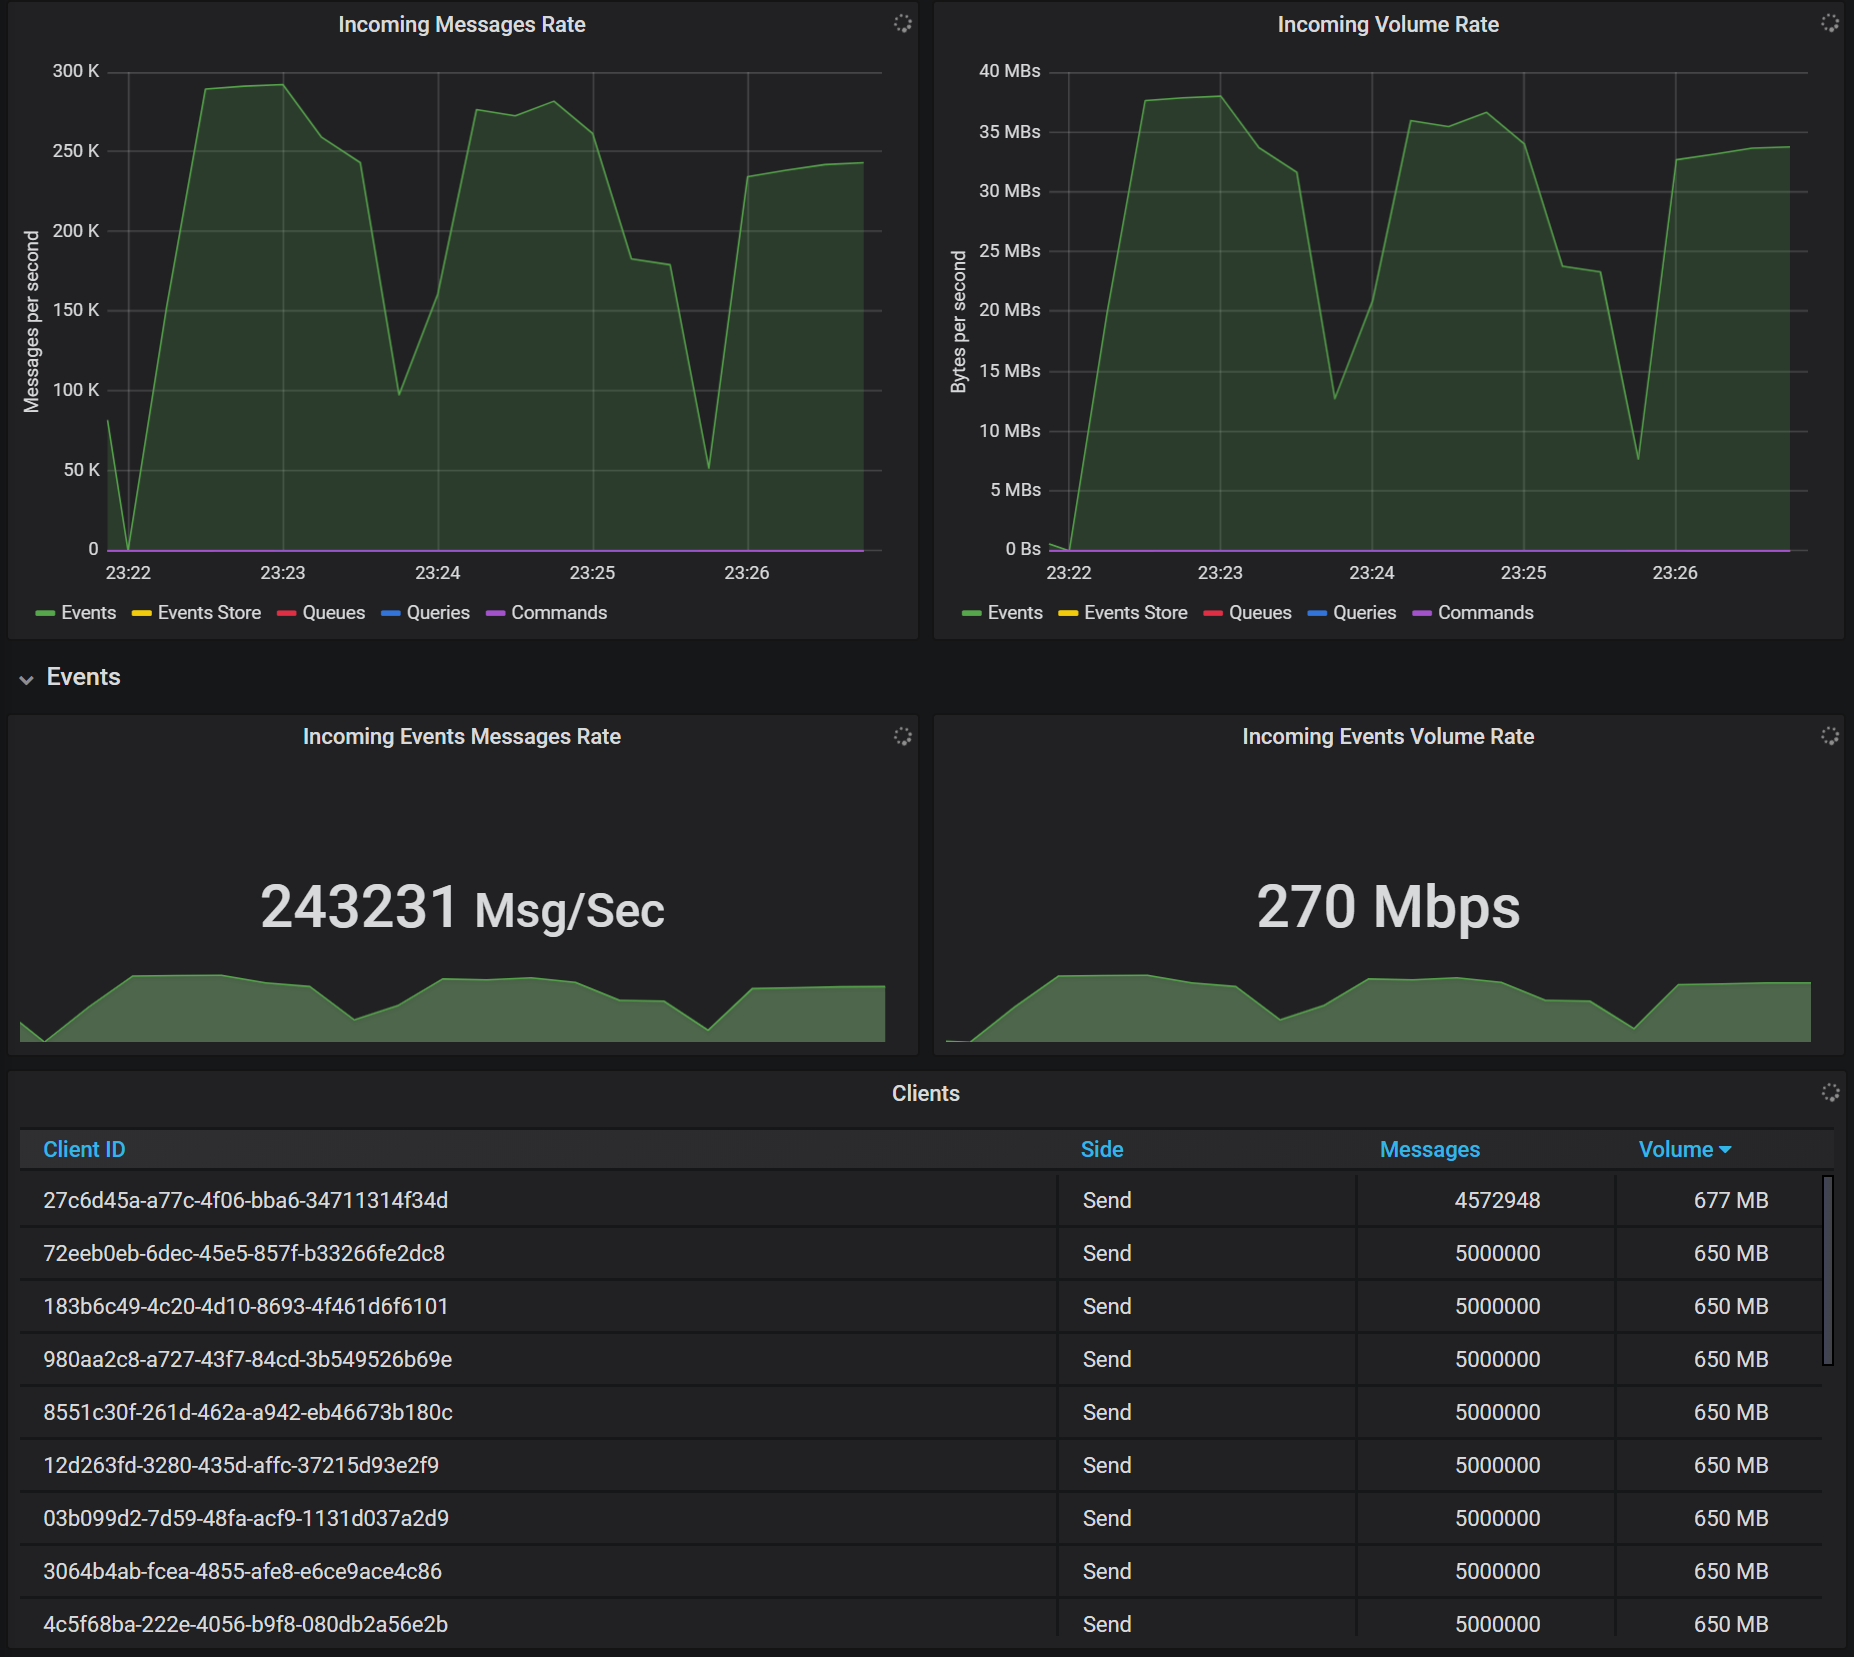 Incoming Messages Rate
300 K
250 K
200 K
150 K
100 K
50 K
0
Messages per second
23:22 23:23 23:24 23:25 23:26
Events Events Store Queues Queries Commands
Incoming Volume Rate
40 MBs
35 MBs
30 MBs
25 MBs
20 MBs
15 MBs
10 MBs
5 MBs
0 Bs
Bytes per second
23:22 23:23 23:24 23:25 23:26
Events Events Store Queues Queries Commands
Events
Incoming Events Messages Rate
243231 Msg/Sec
Incoming Events Volume Rate
270 Mbps
Clients
Client ID Side Messages Volume
27c6d45a-a77c-4f06-bba6-34711314f34d Send 4572948 677 MB
72eeb0eb-6dec-45e5-857f-b33266fe2dc8 Send 5000000 650 MB
183b6c49-4c20-4d10-8693-4f461d6f6101 Send 5000000 650 MB
980aa2c8-a727-43f7-84cd-3b549526b69e Send 5000000 650 MB
8551c30f-261d-462a-a942-eb46673b180c Send 5000000 650 MB
12d263fd-3280-435d-affc-37215d93e2f9 Send 5000000 650 MB
03b099d2-7d59-48fa-acf9-1131d037a2d9 Send 5000000 650 MB
3064b4ab-fcea-4855-afe8-e6ce9ace4c86 Send 5000000 650 MB
4c5f68ba-222e-4056-b9f8-080db2a56e2b Send 5000000 650 MB